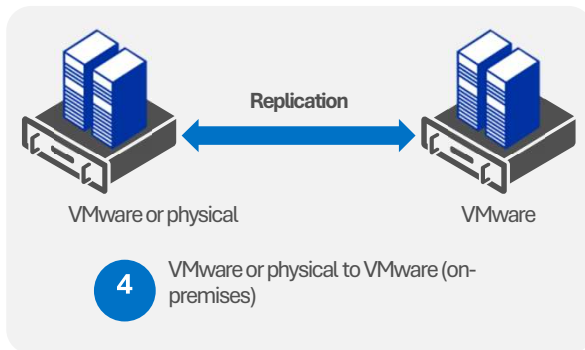 Replication
VMware or physical
VMware
4
VMware or physical to VMware (on-
premises)